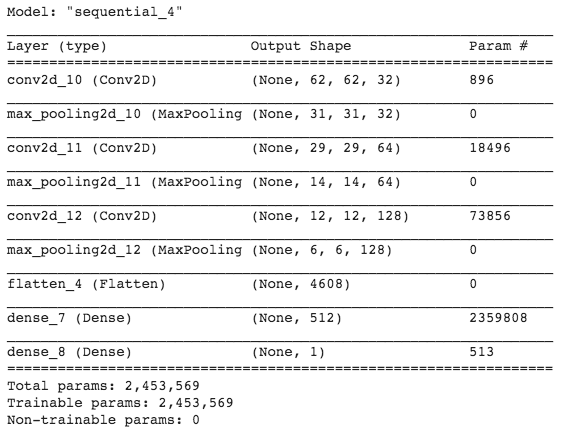 Model: "sequential_4"
Layer (type) Output Shape Param #
conv2d_10 (Conv2D) (None, 62, 62, 32) 896
max_pooling2d_10 (MaxPooling (None, 31, 31, 32) 0
conv2d_11 (Conv2D) (None, 29, 29, 64) 18496
max_pooling2d_11 (MaxPooling (None, 14, 14, 64) 0
conv2d_12 (Conv2D) (None, 12, 12, 128) 73856
max_pooling2d_12 (MaxPooling (None, 6, 6, 128) 0
flatten_4 (Flatten) (None, 4608) 0
dense_7 (Dense) (None, 512) 2359808
dense_8 (Dense) (None, 1) 513
Total params: 2,453,569
Trainable params: 2,453,569
Non-trainable params: 0